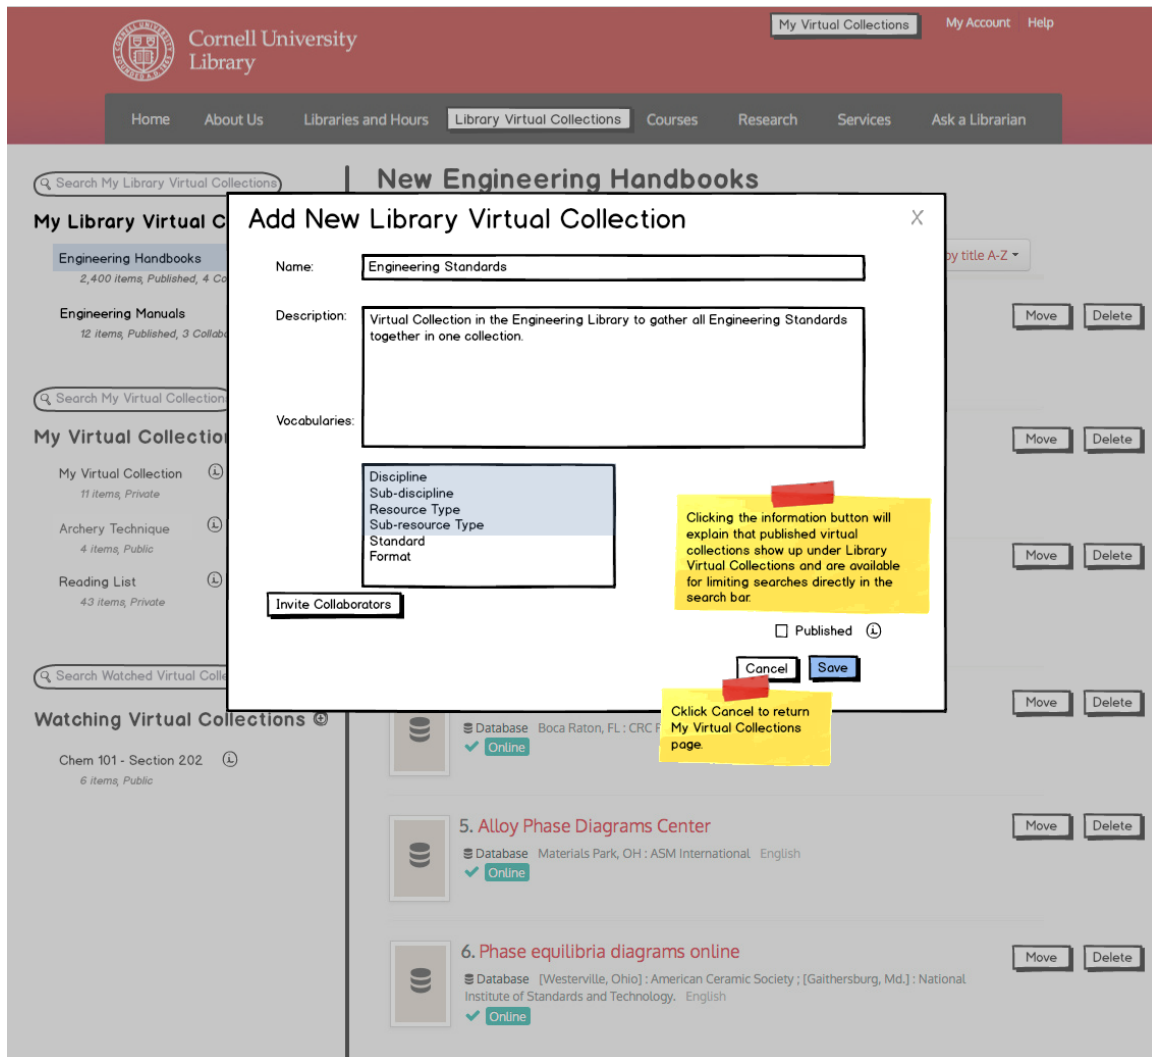 Cornell University
Library
My Virtual Collections
My Account
Help
Home
About Us
Libraries and Hours
Library Virtual Collections
Courses
Research
Services
Ask a Librarian
Search My Library Virtual Collections
My Library Virtual C
Engineering Handbooks
2,400 items, Published, 4 Co
Engineering Manuals
12 items, Published, 3 Collabo
Search My Virtual Collection
My Virtual Collectio
My Virtual Collection
11 items, Private
Archery Technique
4 items, Public
Reading List
43 items, Private
Search Watched Virtual Colle
Watching Virtual Collections
Chem 101 - Section 202
6 items, Public
New Engineering Handbooks
by title A-Z
Move Delete
Move Delete
Move Delete
Add New Library Virtual Collection
X
Name:
Engineering Standards
Description:
Virtual Collection in the Engineering Library to gather all Engineering Standards
together in one collection.
Vocabularies:
Discipline
Sub-discipline
Resource Type
Sub-resource Type
Standard
Format
Invite Collaborators
Clicking the information button will
explain that published virtual
collections show up under Library
Virtual Collections and are available
for limiting searches directly in the
search bar.
Published
Cancel
Save
Cklick Cancel to return
My Virtual Collections
page.
Database Boca Raton, FL : CRC
Online
Move Delete
5. Alloy Phase Diagrams Center
Database Materials Park, OH : ASM International English
Online
Move Delete
6. Phase equilibria diagrams online
Database [Westerville, Ohio] : American Ceramic Society ; [Gaithersburg, Md.] : National
Institute of Standards and Technology. English
Online
Move Delete